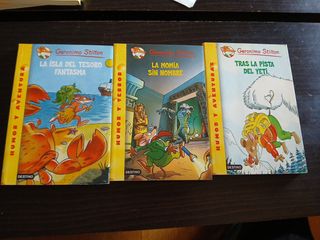 Geronimo Stilton
LA ISLA DEL TESORO
FANTASMA
HUMOR Y AVENTURA
DESTINO
Geronimo Stilton
LA MOMIA
SIN NOMBRE
HUMOR Y AVENTURA
DESTINO
Geronimo Stilton
TRAS LA PISTA
DEL YETI
HUMOR Y AVENTURA
DESTINO